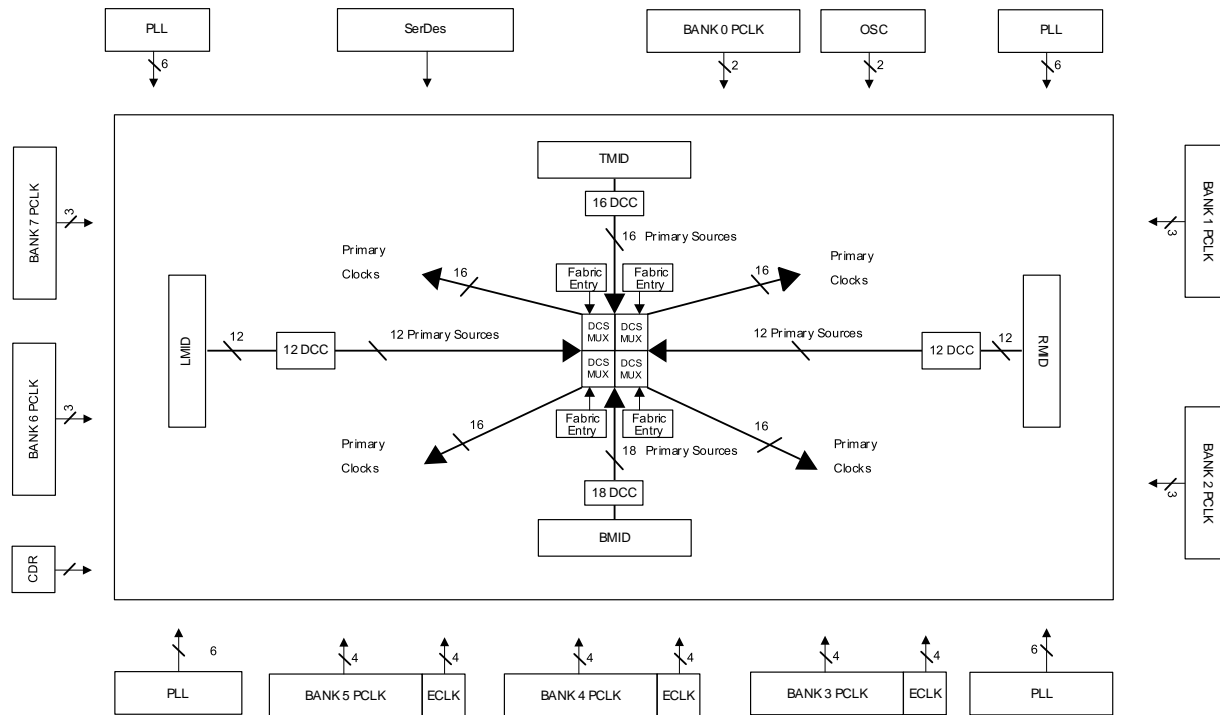 PLL
SerDes
BANK 0 PCLK
OSC
PLL
6
2
2
6
TMID
16 DCC
16 Primary Sources
BANK 7 PCLK
3
BANK 1 PCLK
3
Primary
Clocks
16
Fabric
Entry
Fabric
Entry
16
Primary
Clocks
LMID
12
12 DCC
12 Primary Sources
DCS
MUX
DCS
MUX
DCS
MUX
DCS
MUX
12 Primary Sources
12 DCC
12
RMID
BANK 6 PCLK
3
BANK 2 PCLK
3
Primary
Clocks
16
Fabric
Entry
Fabric
Entry
16
Primary
Clocks
18 Primary Sources
18 DCC
BMID
CDR
6
4
4
4
4
4
4
6
PLL
BANK 5 PCLK
ECLK
BANK 4 PCLK
ECLK
BANK 3 PCLK
ECLK
PLL